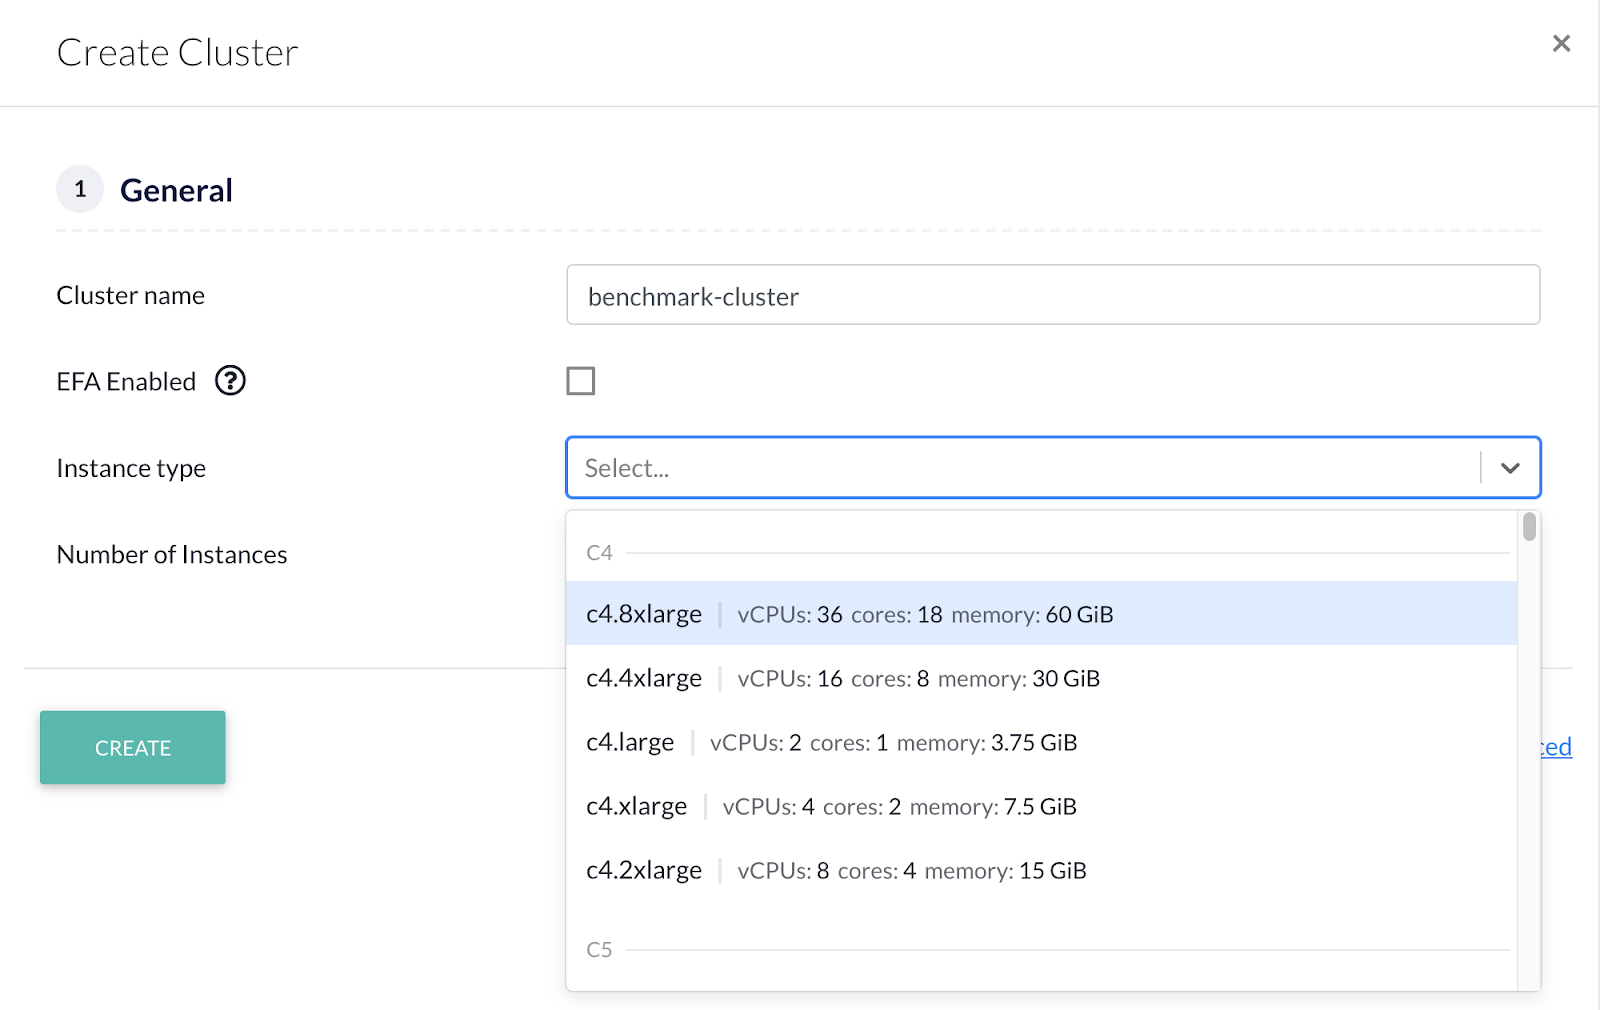 Create Cluster ×
1 General
Cluster name benchmark-cluster
EFA Enabled ?
Instance type Select...
Number of Instances
C4
c4.8xlarge | vCPUs: 36 cores: 18 memory: 60 GiB
c4.4xlarge | vCPUs: 16 cores: 8 memory: 30 GiB
c4.large | vCPUs: 2 cores: 1 memory: 3.75 GiB
c4.xlarge | vCPUs: 4 cores: 2 memory: 7.5 GiB
c4.2xlarge | vCPUs: 8 cores: 4 memory: 15 GiB
C5
CREATE